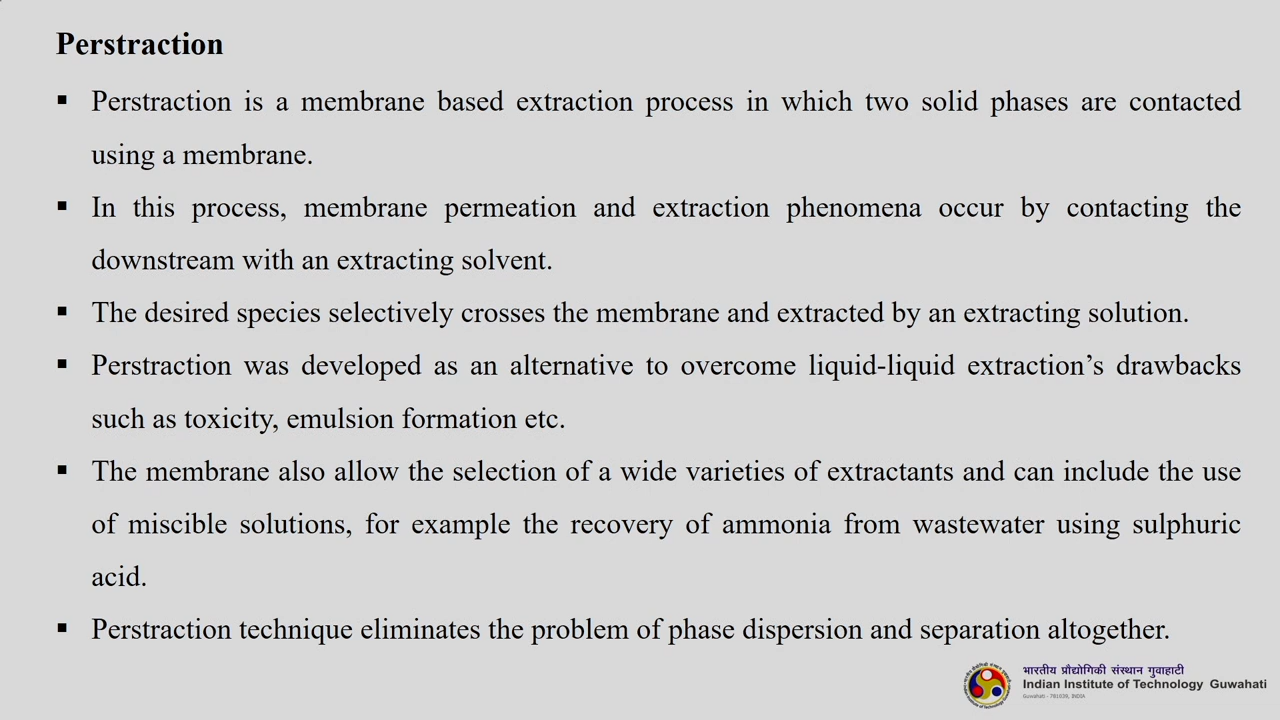 Perstraction
▪ Perstraction is a membrane based extraction process in which two solid phases are contacted
using a membrane.
▪ In this process, membrane permeation and extraction phenomena occur by contacting the
downstream with an extracting solvent.
▪ The desired species selectively crosses the membrane and extracted by an extracting solution.
▪ Perstraction was developed as an alternative to overcome liquid-liquid extraction’s drawbacks
such as toxicity, emulsion formation etc.
▪ The membrane also allow the selection of a wide varieties of extractants and can include the use
of miscible solutions, for example the recovery of ammonia from wastewater using sulphuric
acid.
▪ Perstraction technique eliminates the problem of phase dispersion and separation altogether.
भारतीय प्रौद्योगिकी संस्थान गुवाहाटी
Indian Institute of Technology Guwahati
Guwahati - 781039, INDIA